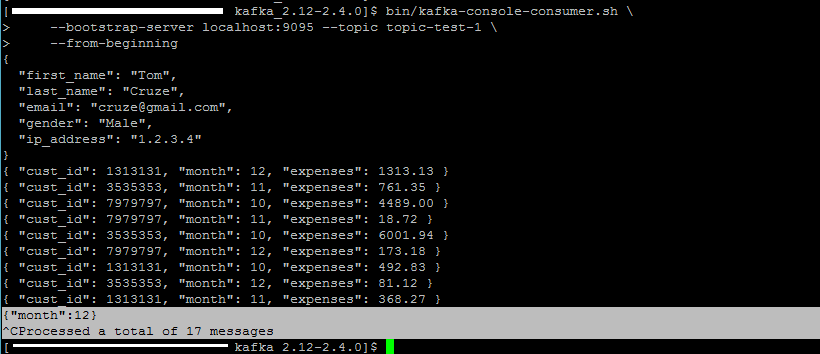 [ kafka_2.12-2.4.0]$ bin/kafka-console-consumer.sh \
>     --bootstrap-server localhost:9095 --topic topic-test-1 \
>     --from-beginning
{
  "first_name": "Tom",
  "last_name": "Cruze",
  "email": "cruze@gmail.com",
  "gender": "Male",
  "ip_address": "1.2.3.4"
}
{ "cust_id": 1313131, "month": 12, "expenses": 1313.13 }
{ "cust_id": 3535353, "month": 11, "expenses": 761.35 }
{ "cust_id": 7979797, "month": 10, "expenses": 4489.00 }
{ "cust_id": 7979797, "month": 11, "expenses": 18.72 }
{ "cust_id": 3535353, "month": 10, "expenses": 6001.94 }
{ "cust_id": 7979797, "month": 12, "expenses": 173.18 }
{ "cust_id": 1313131, "month": 10, "expenses": 492.83 }
{ "cust_id": 3535353, "month": 12, "expenses": 81.12 }
{ "cust_id": 1313131, "month": 11, "expenses": 368.27 }
{"month":12}
^CProcessed a total of 17 messages
[ kafka_2.12-2.4.0]$